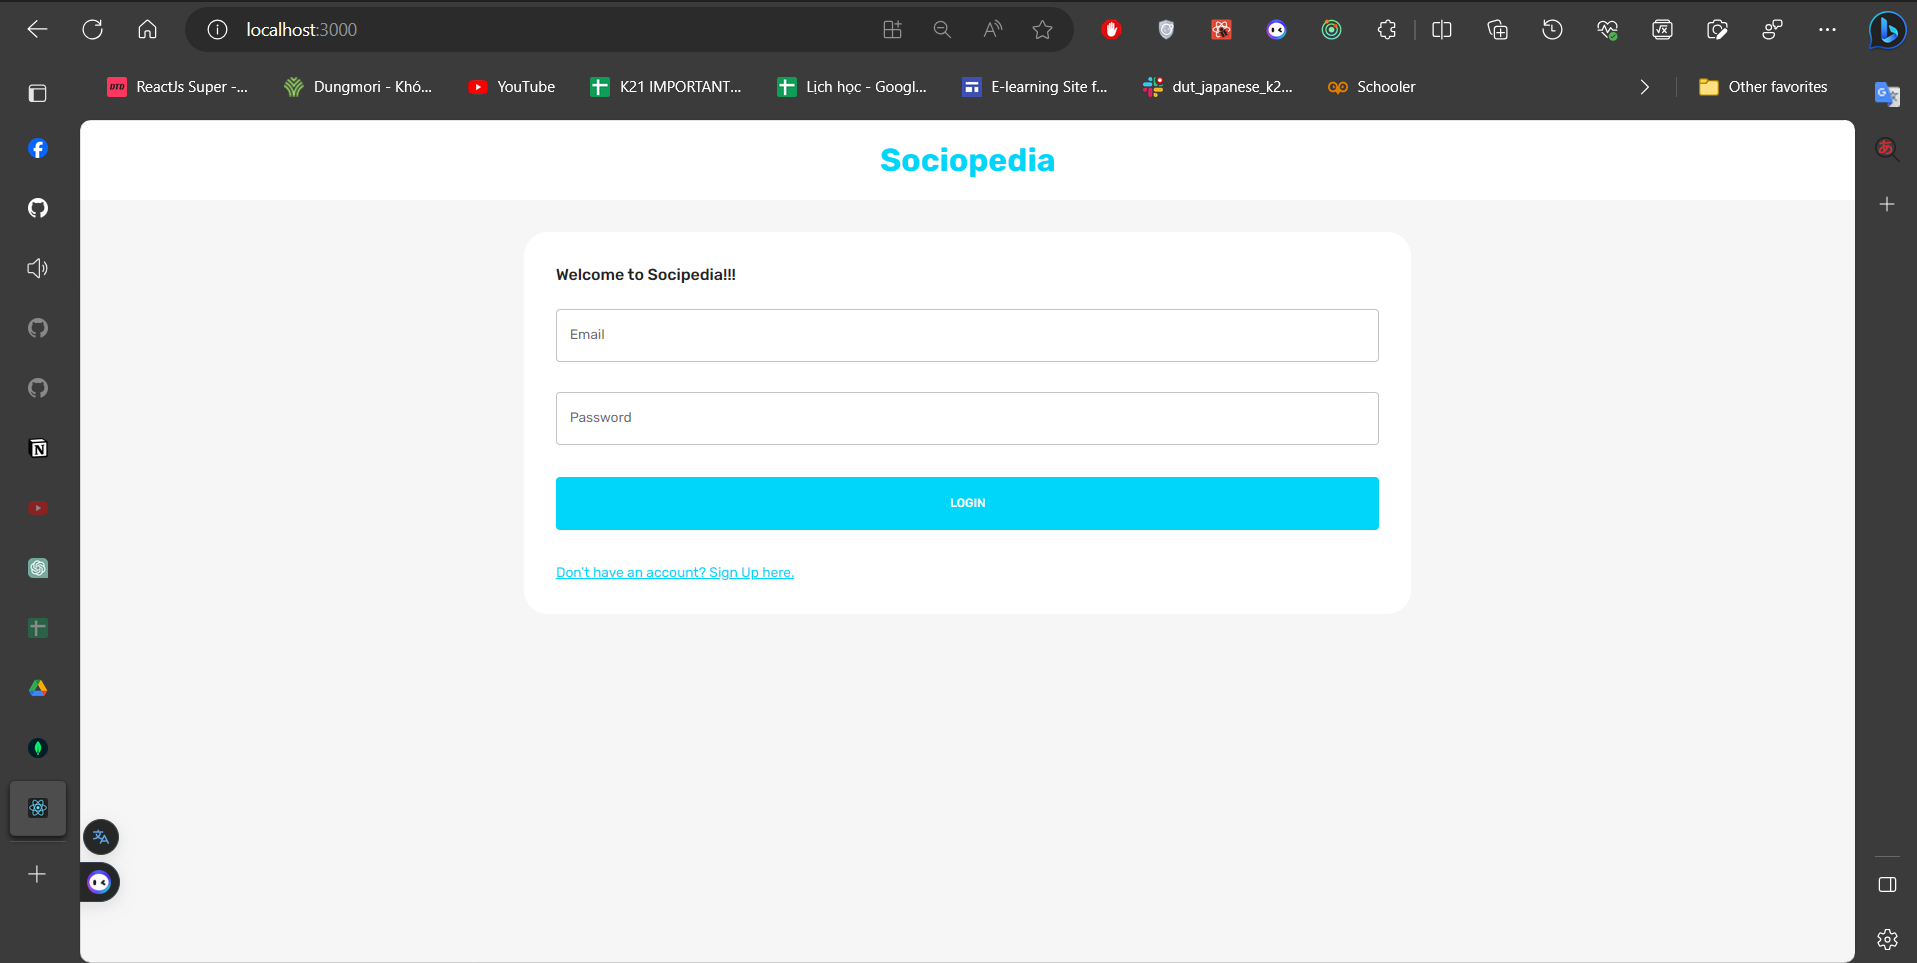 localhost:3000
ReactJs Super -...
Dungmori - Khó...
YouTube
K21 IMPORTANT...
Lịch học - Googl...
E-learning Site f...
dut_japanese_k2...
Schooler
Other favorites
Sociopedia
Welcome to Socipedia!!!
Email
Password
LOGIN
Don't have an account? Sign Up here.